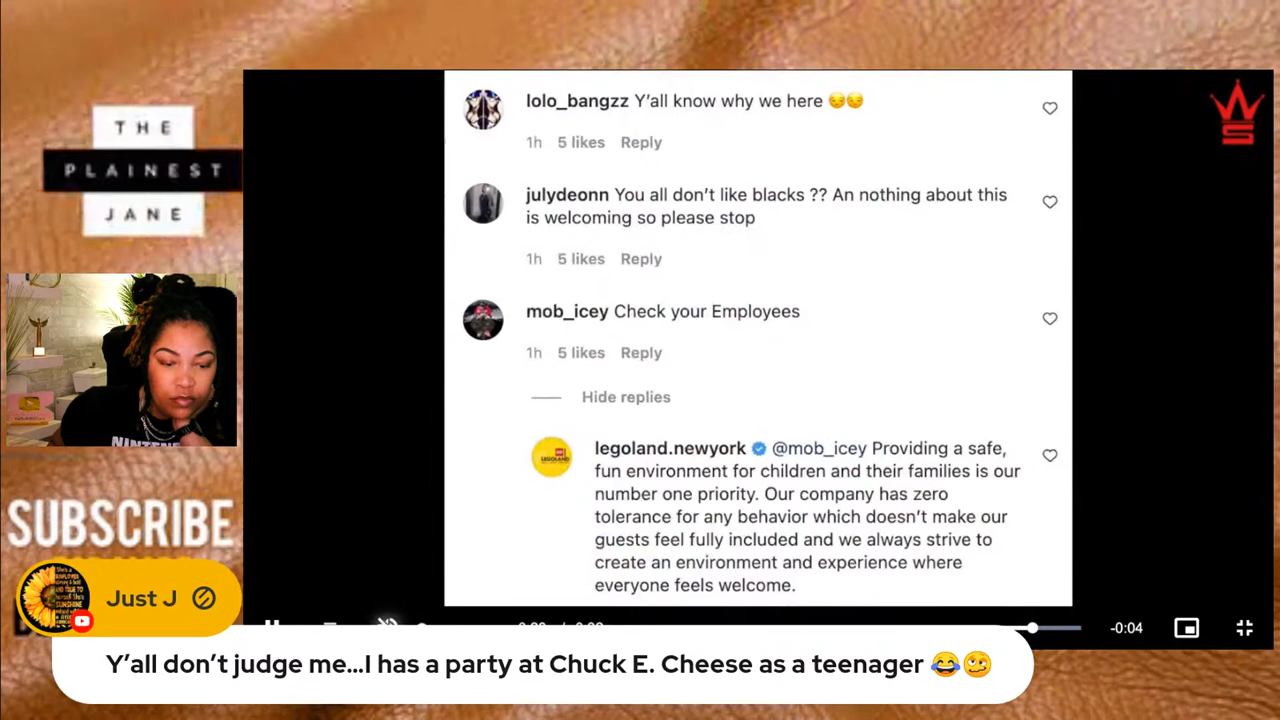 THE
PLAINEST
JANE
lolo_bangzz Y'all know why we here 😔😔
1h 5 likes Reply
julydeonn You all don't like blacks ?? An nothing about this
is welcoming so please stop
1h 5 likes Reply
mob_icey Check your Employees
1h 5 likes Reply
Hide replies
legoland.newyork @mob_icey Providing a safe,
fun environment for children and their families is our
number one priority. Our company has zero
tolerance for any behavior which doesn't make our
guests feel fully included and we always strive to
create an environment and experience where
everyone feels welcome.
-0:04
SUBSCRIBE
Just J
Y'all don't judge me...I has a party at Chuck E. Cheese as a teenager 😂🥴